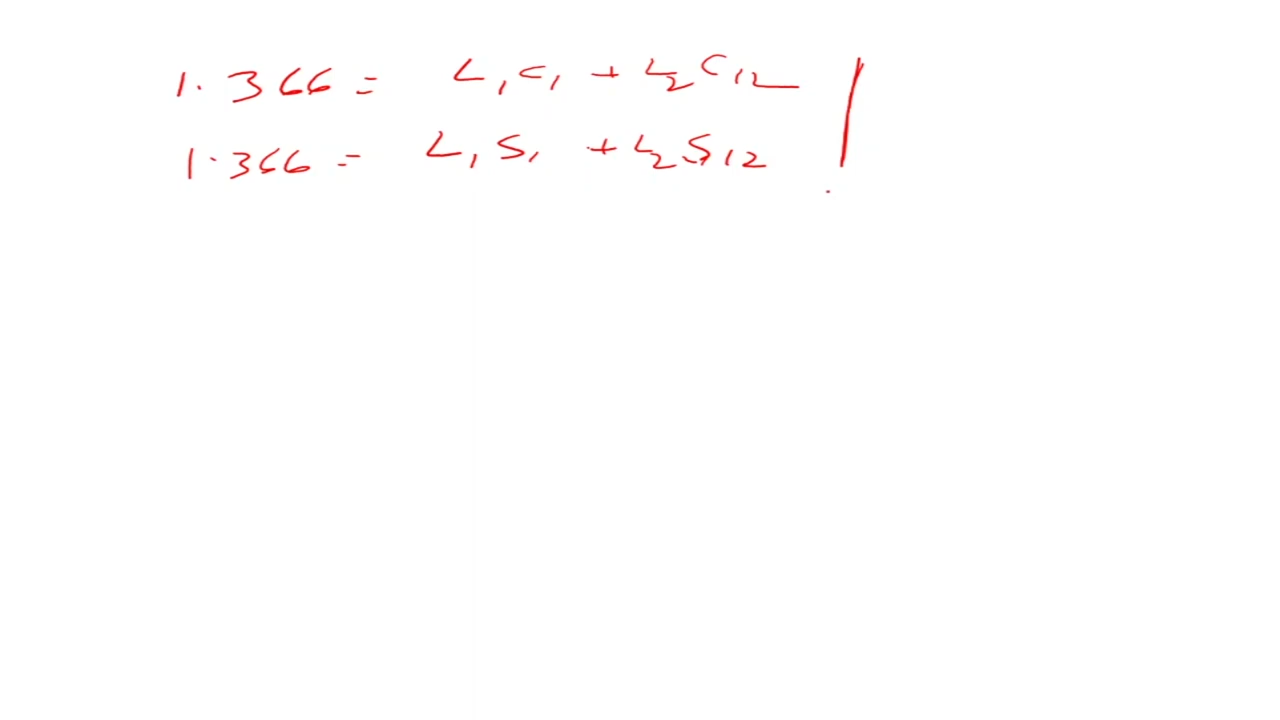 1.366 = L1C1 + L2C12
1.366 = L1S1 + L2S12